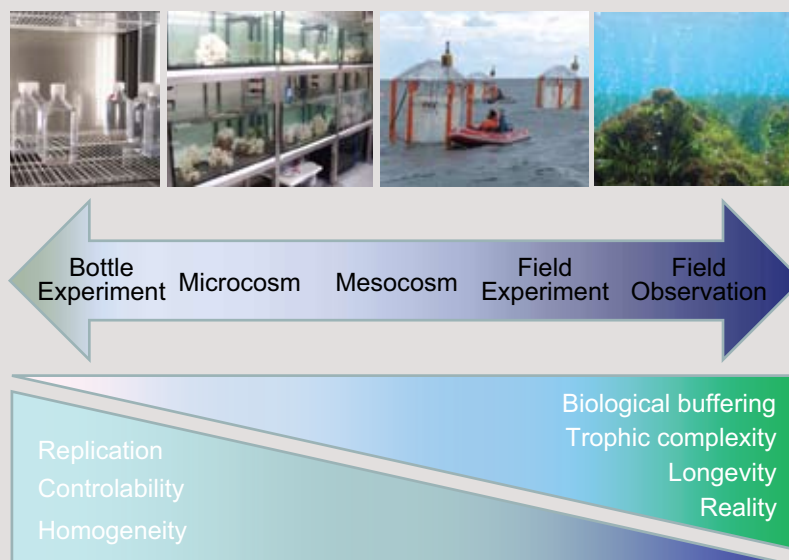 Bottle
Experiment
Microcosm
Mesocosm
Field
Experiment
Field
Observation
Biological buffering
Trophic complexity
Longevity
Reality
Replication
Controlability
Homogeneity